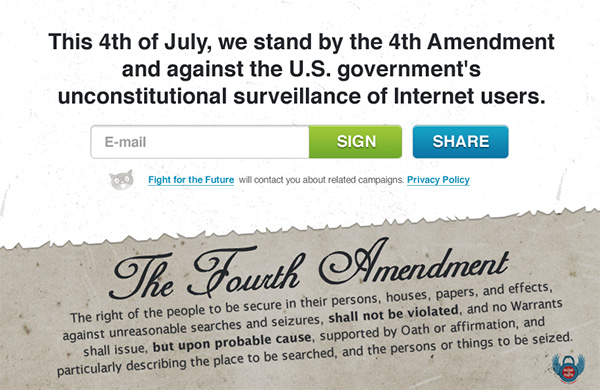 This 4th of July, we stand by the 4th Amendment
and against the U.S. government's
unconstitutional surveillance of Internet users.
E-mail
SIGN
SHARE
Fight for the Future will contact you about related campaigns. Privacy Policy
The Fourth Amendment
The right of the people to be secure in their persons, houses, papers, and effects,
against unreasonable searches and seizures, shall not be violated, and no Warrants
shall issue, but upon probable cause, supported by Oath or affirmation, and
particularly describing the place to be searched, and the persons or things to be seized.